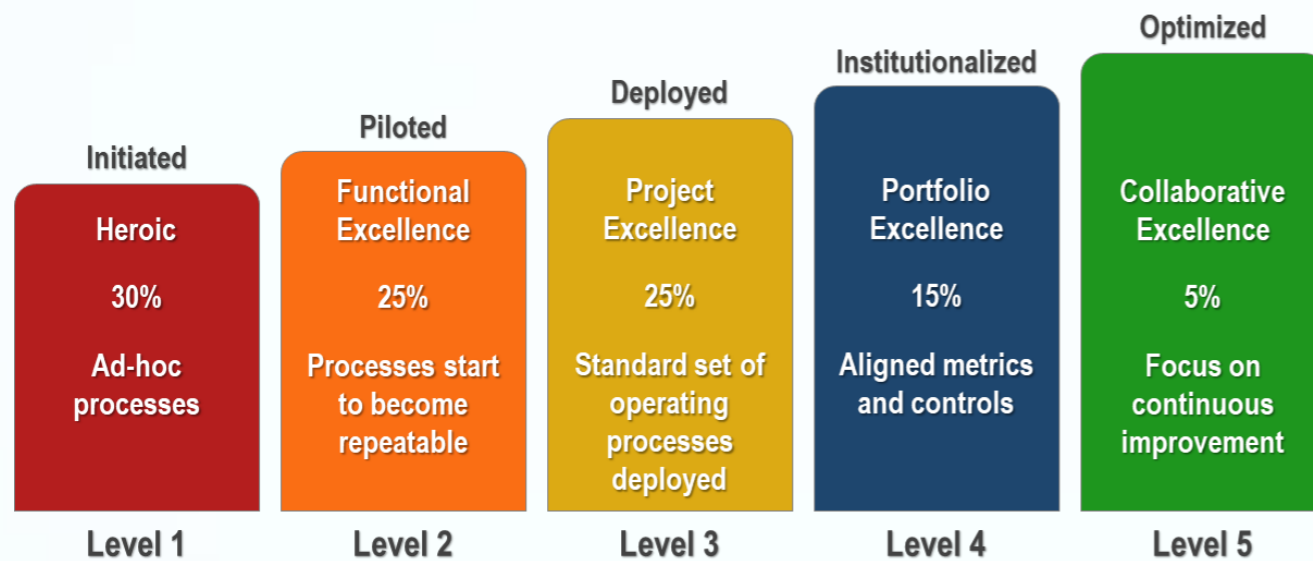 Initiated
Heroic
30%
Ad-hoc
processes
Level 1
Piloted
Functional
Excellence
25%
Processes start
to become
repeatable
Level 2
Deployed
Project
Excellence
25%
Standard set of
operating
processes
deployed
Level 3
Institutionalized
Portfolio
Excellence
15%
Aligned metrics
and controls
Level 4
Optimized
Collaborative
Excellence
5%
Focus on
continuous
improvement
Level 5